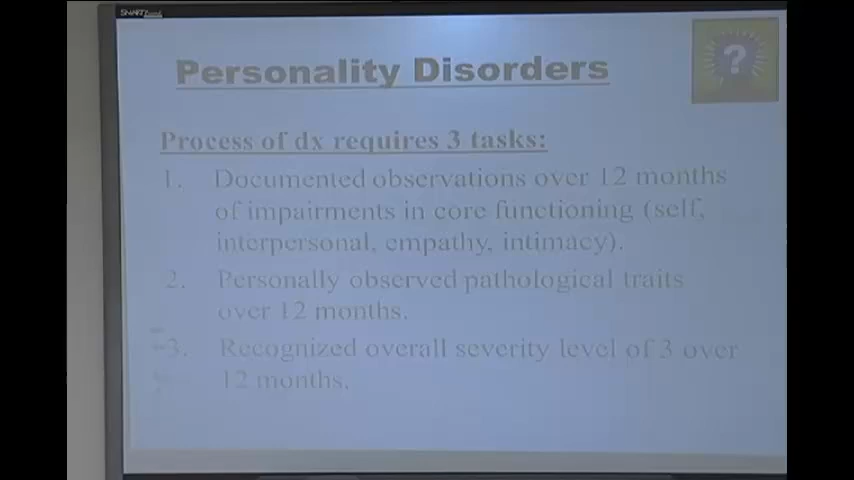 SMART
Personality Disorders
?
Process of dx requires 3 tasks:
1. Documented observations over 12 months
of impairments in core functioning (self,
interpersonal, empathy, intimacy).
2. Personally observed pathological traits
over 12 months.
3. Recognized overall severity level of 3 over
12 months.